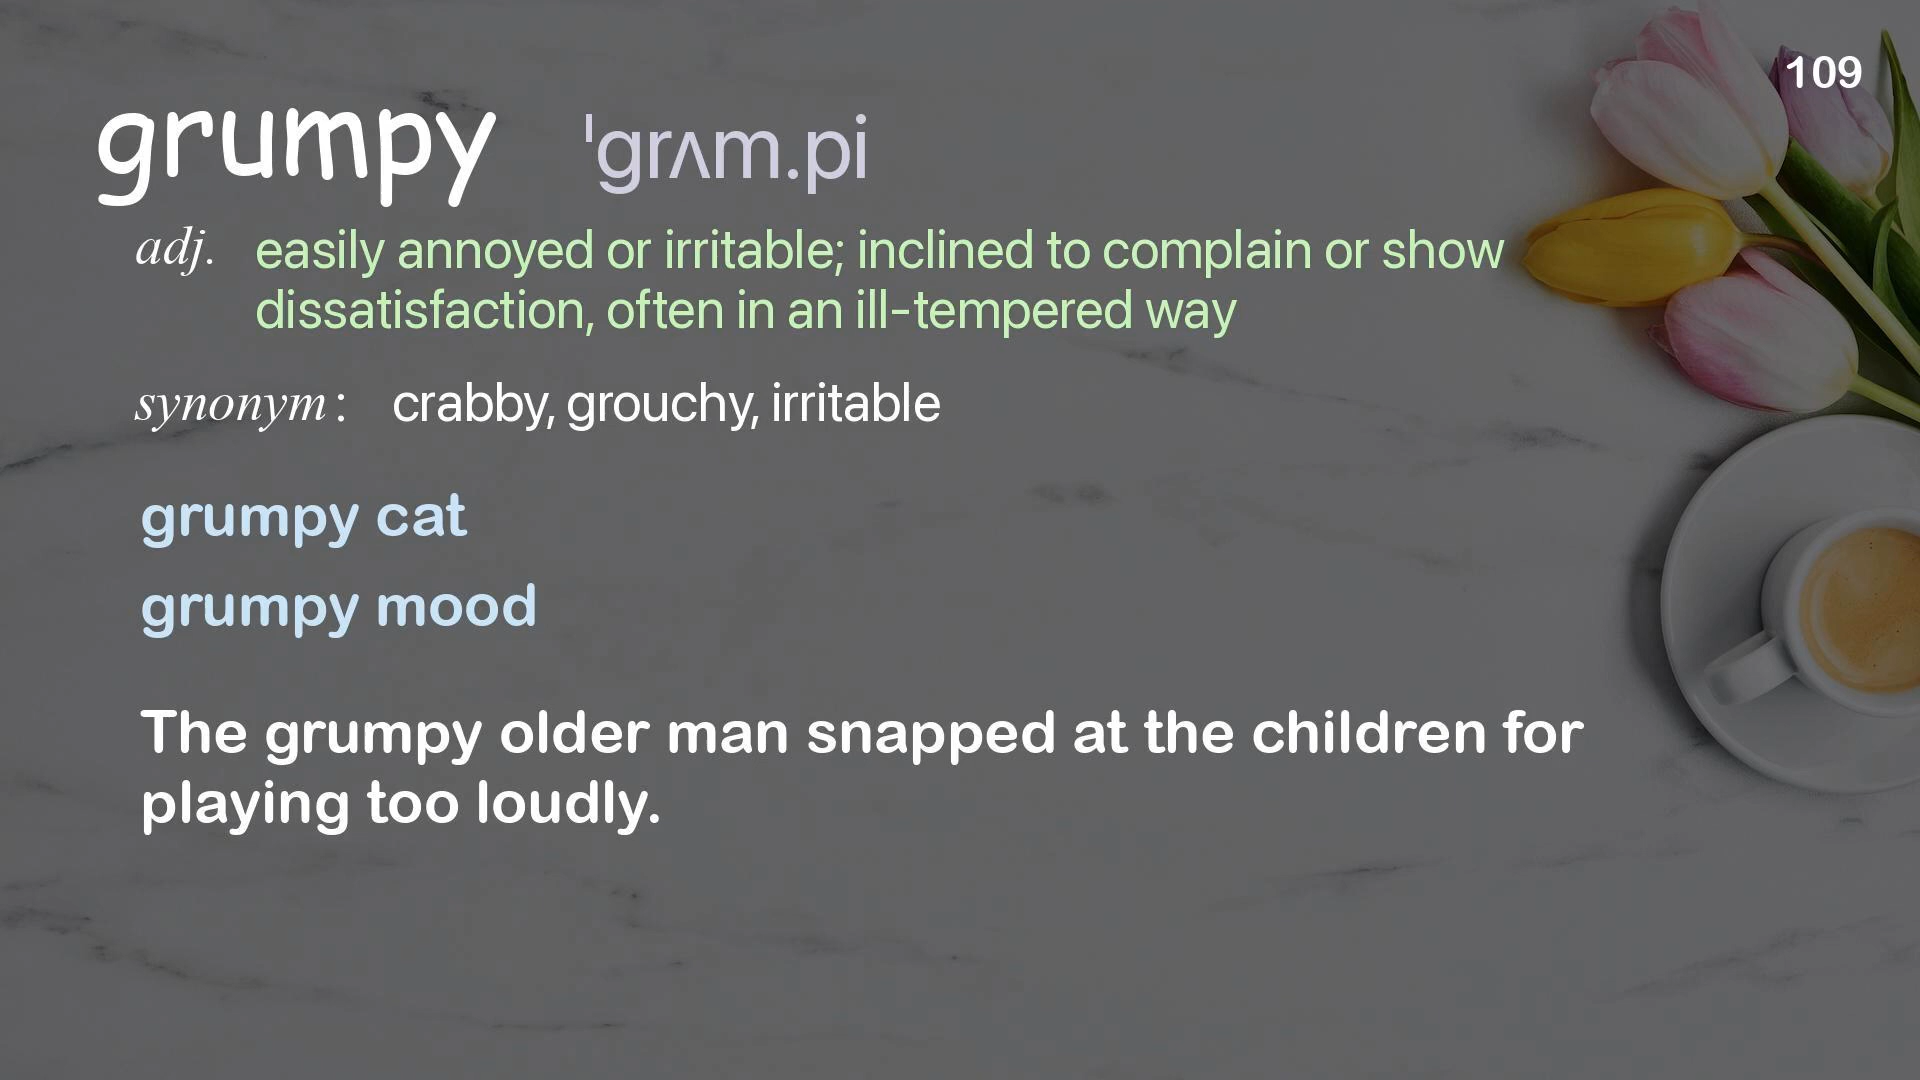 109
grumpy ˈɡrʌm.pi
adj. easily annoyed or irritable; inclined to complain or show
dissatisfaction, often in an ill-tempered way
synonym : crabby, grouchy, irritable
grumpy cat
grumpy mood
The grumpy older man snapped at the children for
playing too loudly.